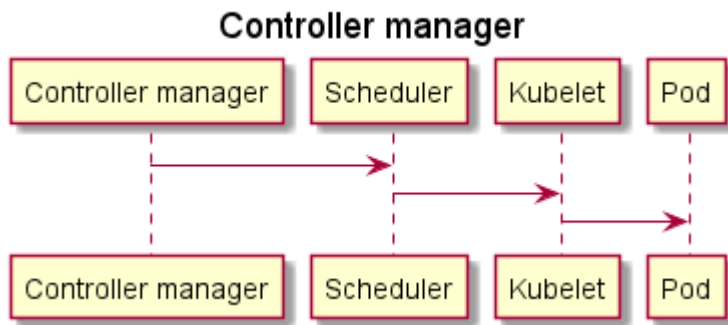 Controller manager
Controller manager Scheduler Kubelet Pod
Controller manager Scheduler Kubelet Pod